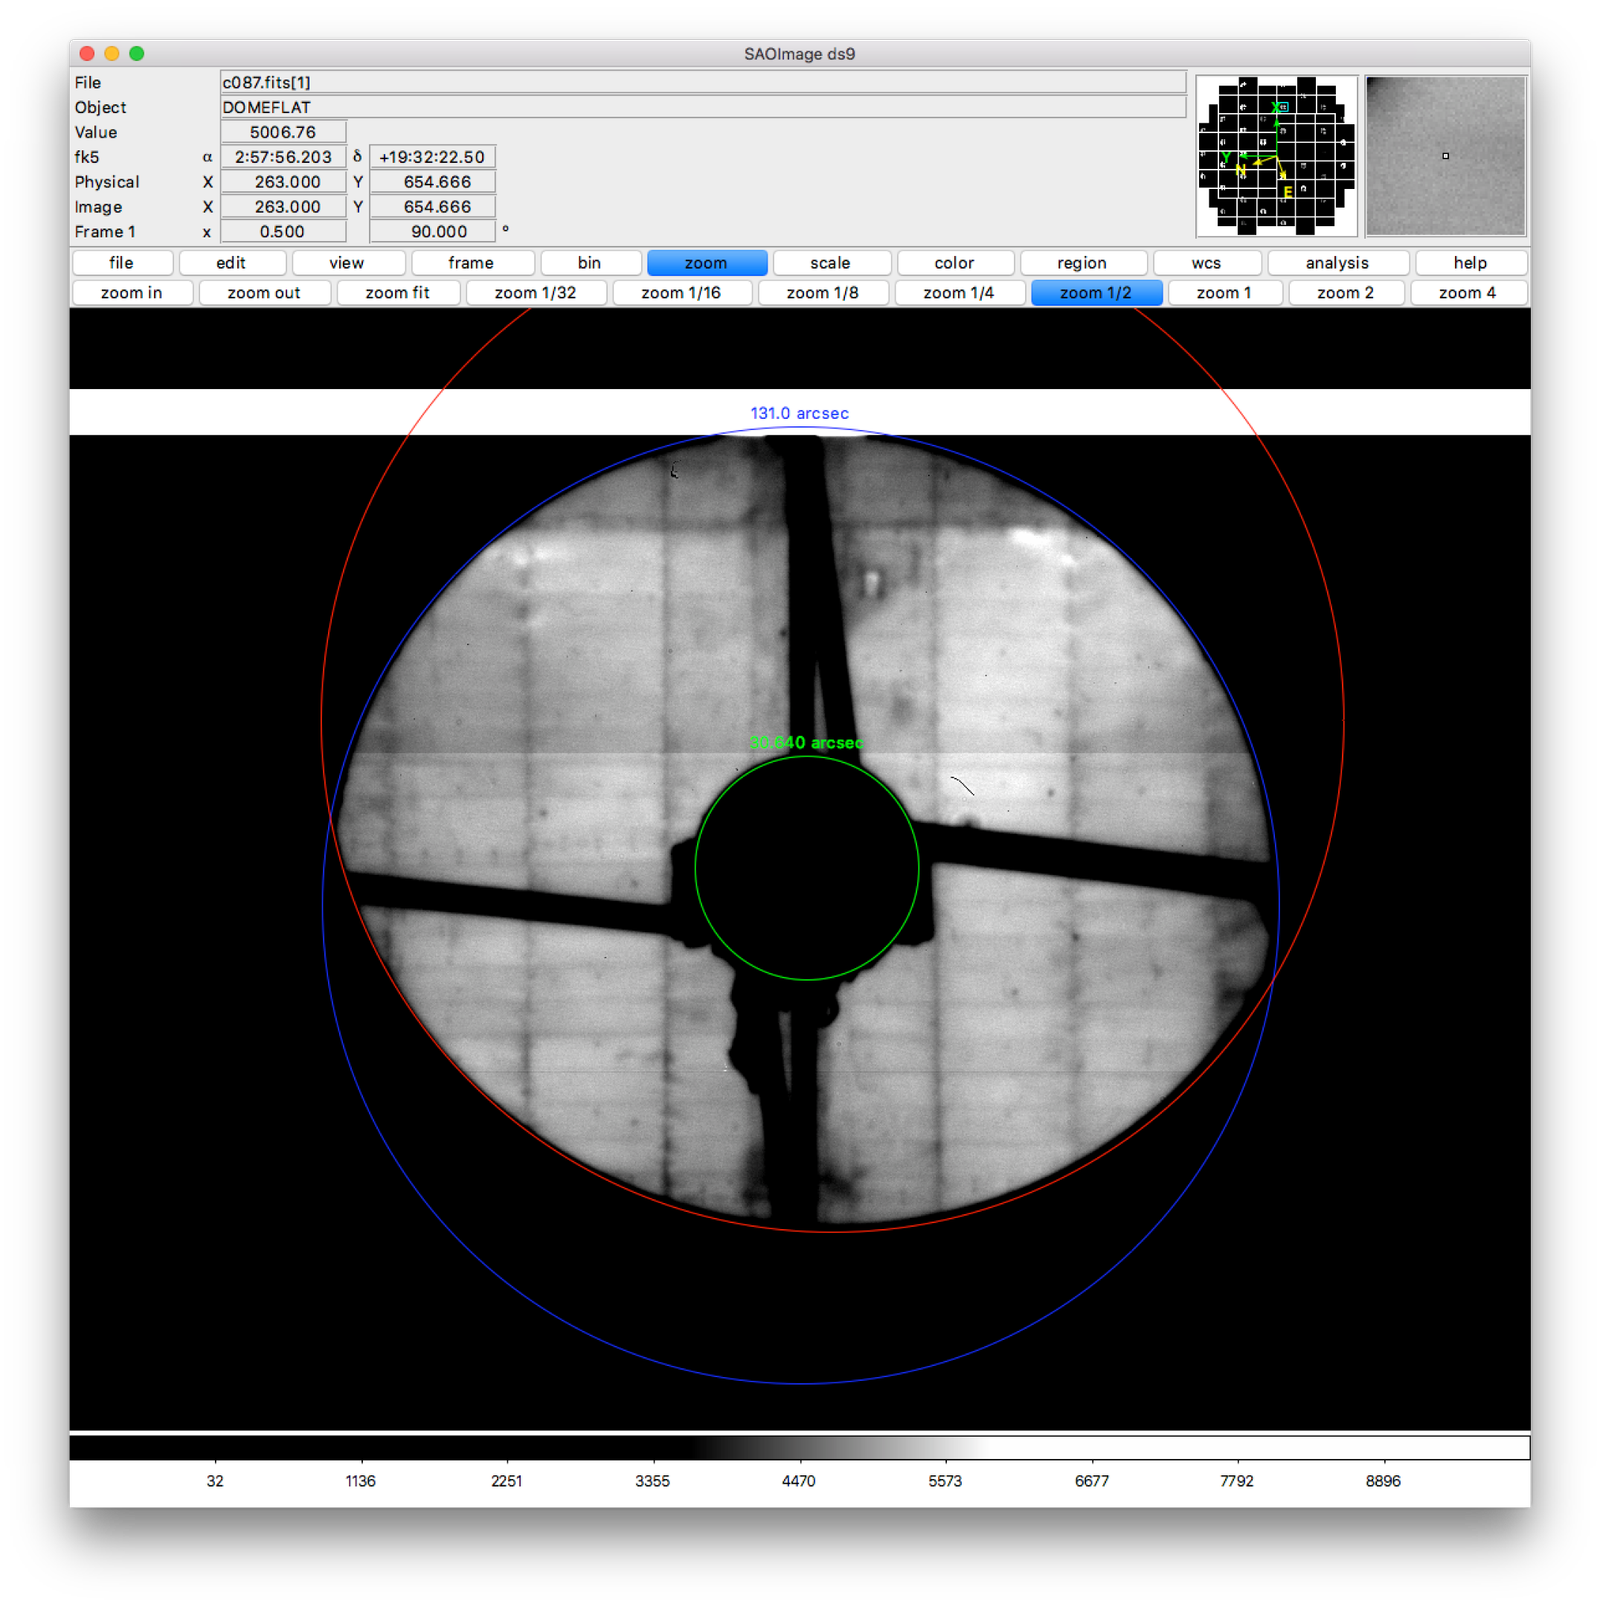 SAOImage ds9
File c087.fits[1]
Object DOMEFLAT
Value 5006.76
fk5 α 2:57:56.203 δ +19:32:22.50
Physical X 263.000 Y 654.666
Image X 263.000 Y 654.666
Frame 1 x 0.500 90.000 °
X
Y
N
E
file edit view frame bin zoom scale color region wcs analysis help
zoom in zoom out zoom fit zoom 1/32 zoom 1/16 zoom 1/8 zoom 1/4 zoom 1/2 zoom 1 zoom 2 zoom 4
131.0 arcsec
30.640 arcsec
32 1136 2251 3355 4470 5573 6677 7792 8896